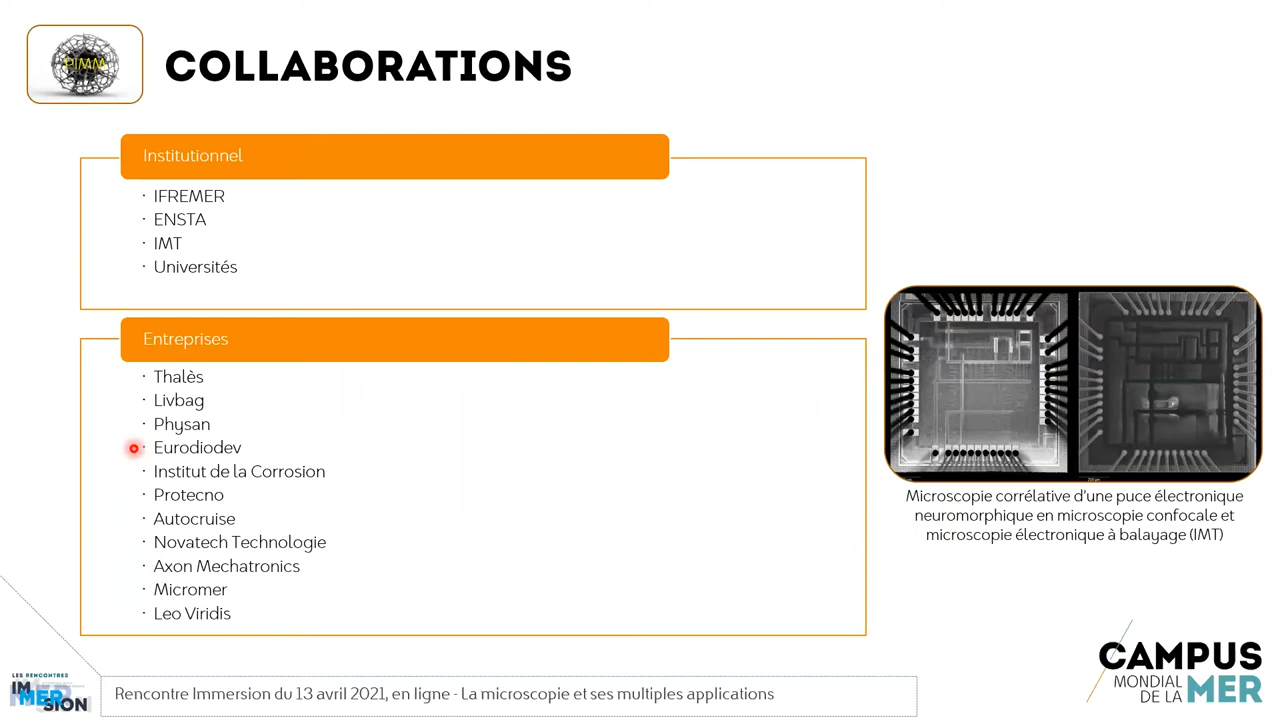 PIMM
COLLABORATIONS
Institutionnel
· IFREMER
· ENSTA
· IMT
· Universités
Entreprises
· Thalès
· Livbag
· Physan
· Eurodiodev
· Institut de la Corrosion
· Protecno
· Autocruise
· Novatech Technologie
· Axon Mechatronics
· Micromer
· Leo Viridis
Microscopie corrélative d'une puce électronique
neuromorphique en microscopie confocale et
microscopie électronique à balayage (IMT)
LES RENCONTRES
IM
MER
SION
Rencontre Immersion du 13 avril 2021, en ligne - La microscopie et ses multiples applications
CAMPUS
MONDIAL
DE LA MER